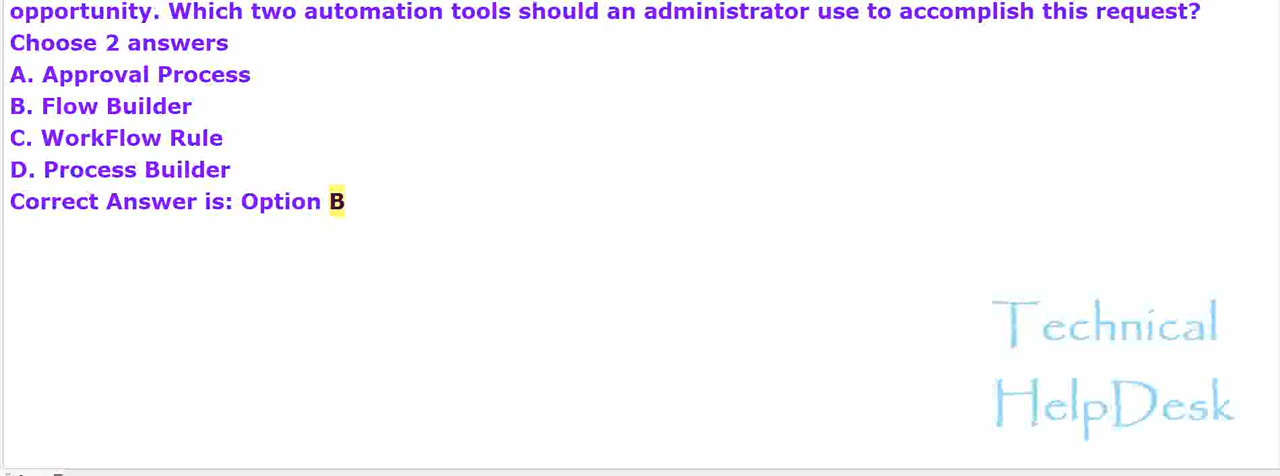 opportunity. Which two automation tools should an administrator use to accomplish this request?
Choose 2 answers
A. Approval Process
B. Flow Builder
C. WorkFlow Rule
D. Process Builder
Correct Answer is: Option B
Technical
HelpDesk